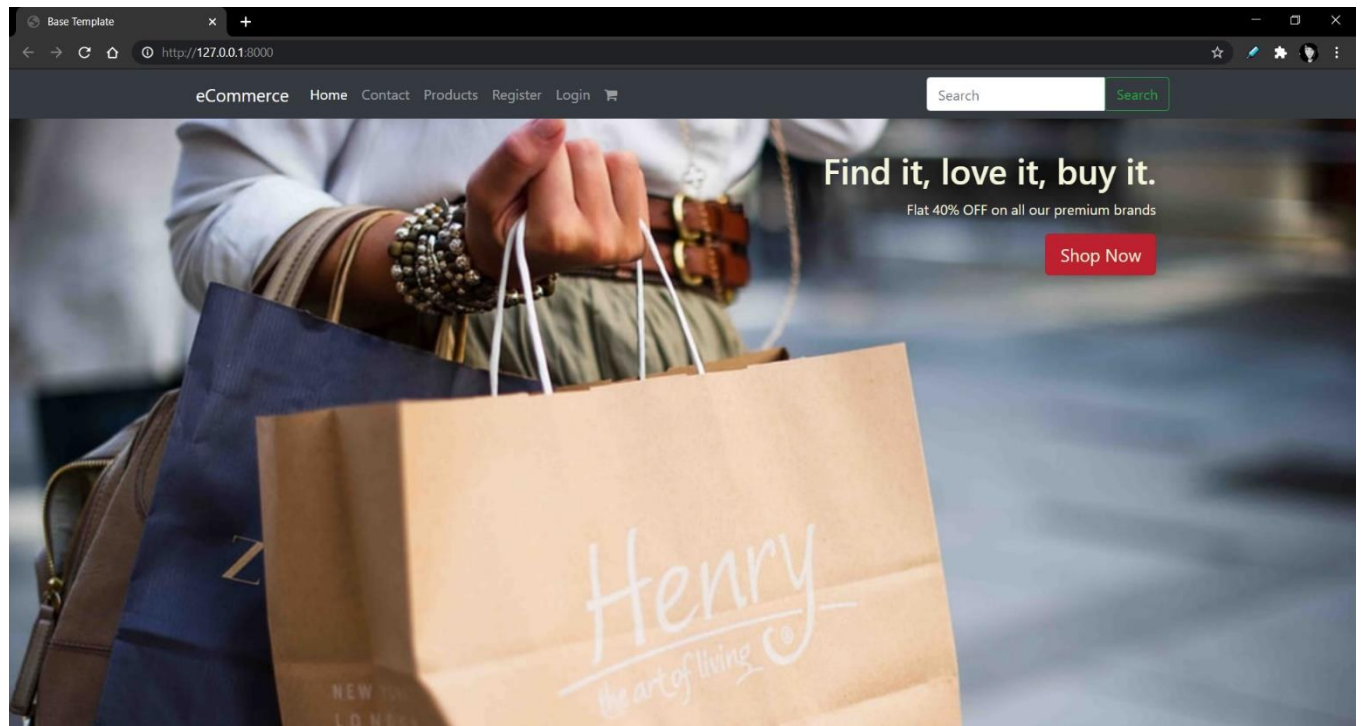 Base Template
http://127.0.0.1:8000
eCommerce Home Contact Products Register Login
Search Search
Find it, love it, buy it.
Flat 40% OFF on all our premium brands
Shop Now
Z
Henry
the art of living
NEW